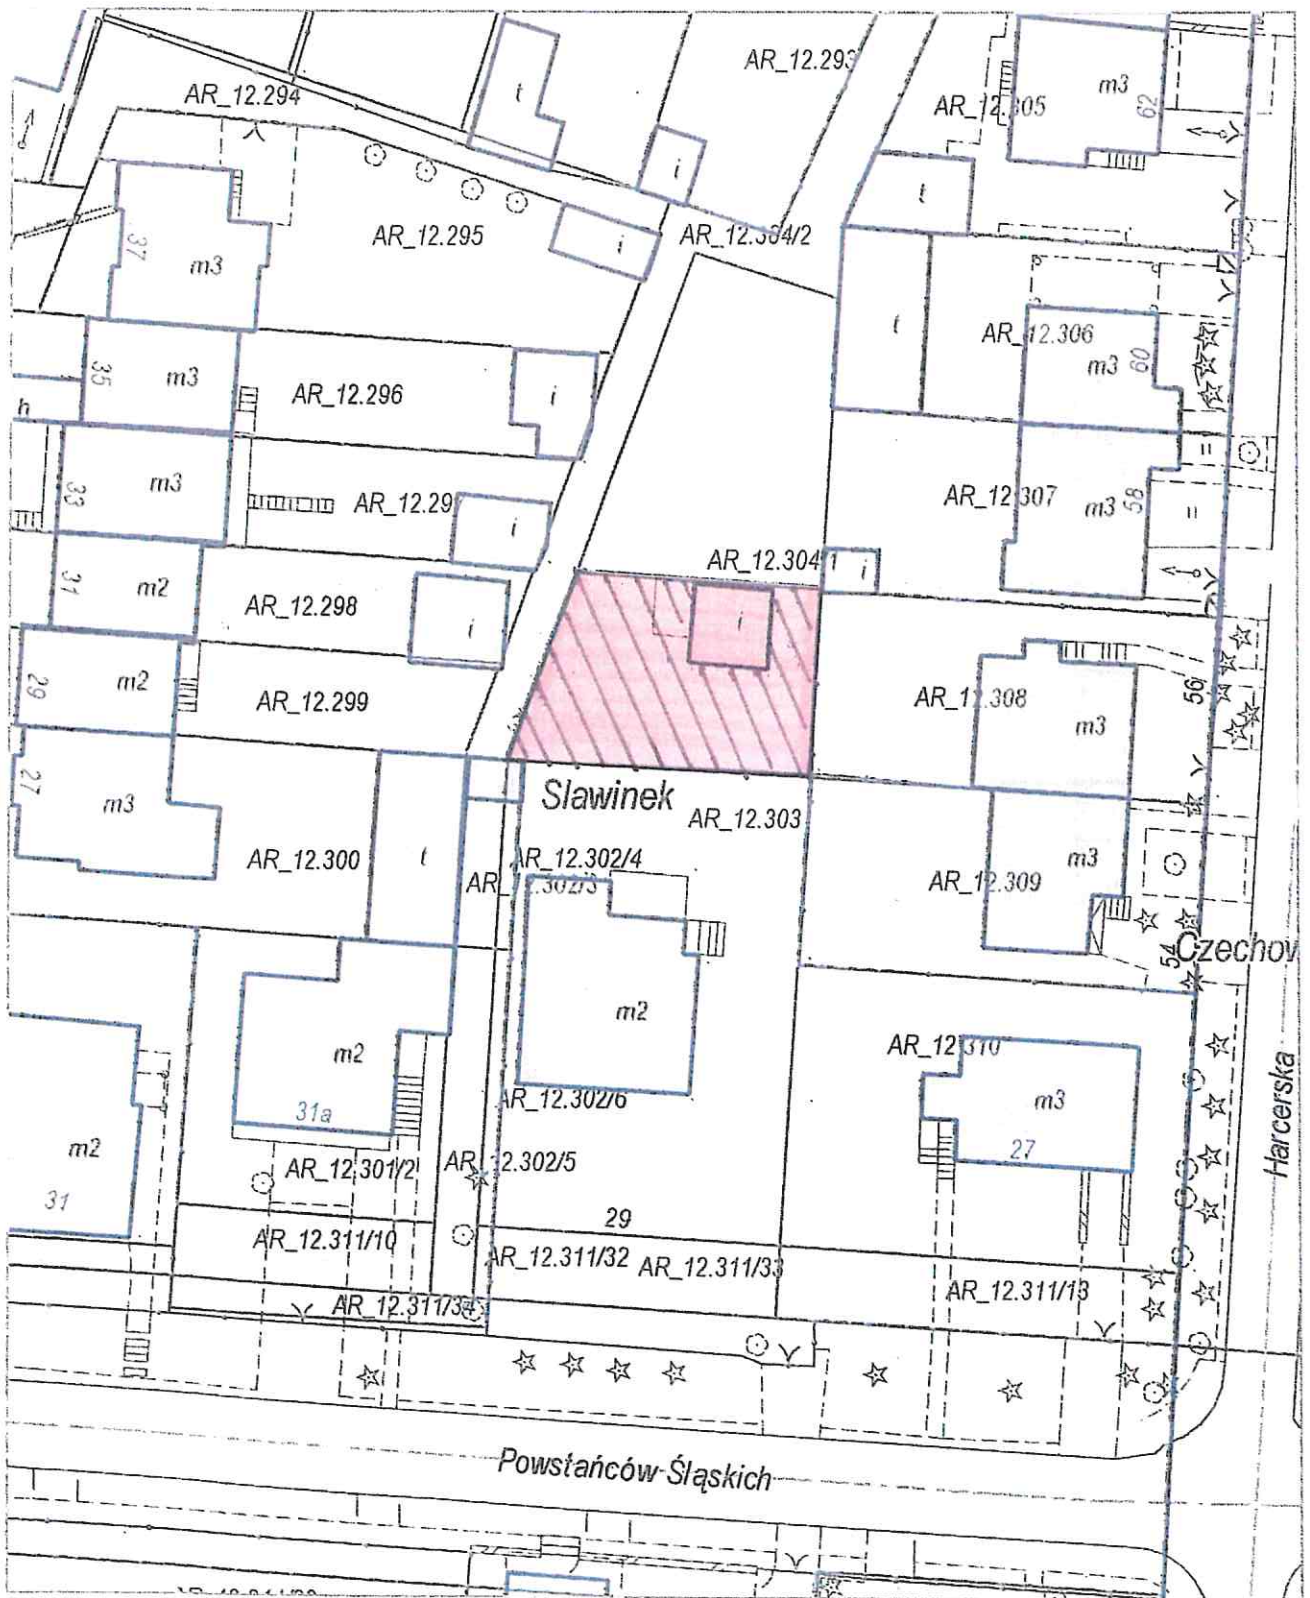 AR_12.293
m3
62
AR_12.294
t
AR_12.305
i
t
37
m3
AR_12.295
i
AR_12.304/2
t
AR_12.306
m3
60
35
m3
AR_12.296
i
h
33
m3
AR_12.29
i
AR_12.307
m3
58
31
m2
AR_12.298
i
AR_12.304/1
i
i
29
m2
AR_12.299
AR_12.308
m3
56
27
m3
Slawinek
AR_12.303
AR_12.300
t
AR_12.302/4
AR_12.302/3
AR_12.309
m3
54
Czechow
m2
m2
AR_12.310
m3
27
Harcerska
31a
AR_12.302/6
m2
31
AR_12.301/2
AR_12.302/5
29
AR_12.311/10
AR_12.311/32
AR_12.311/33
AR_12.311/13
AR_12.311/34
Powstańców Śląskich